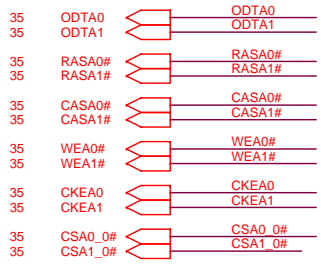 35 ODTA0 ODTA0
35 ODTA1 ODTA1
35 RASA0# RASA0#
35 RASA1# RASA1#
35 CASA0# CASA0#
35 CASA1# CASA1#
35 WEA0# WEA0#
35 WEA1# WEA1#
35 CKEA0 CKEA0
35 CKEA1 CKEA1
35 CSA0_0# CSA0_0#
35 CSA1_0# CSA1_0#